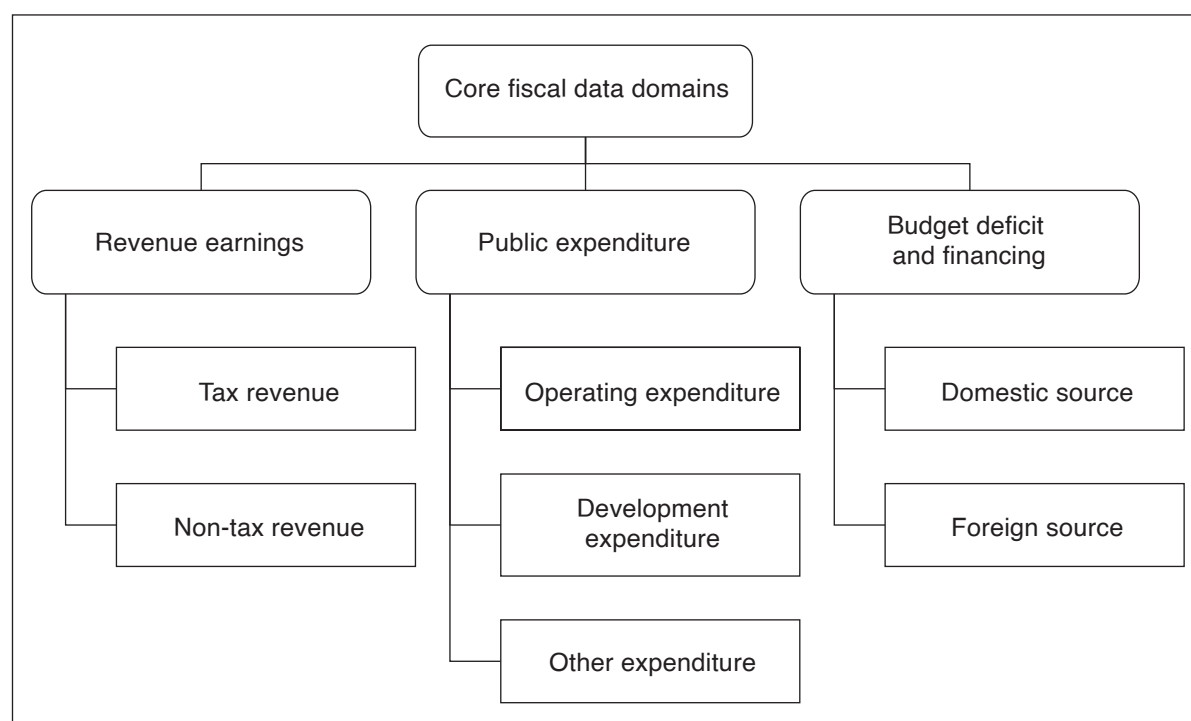 Core fiscal data domains
Revenue earnings
Public expenditure
Budget deficit
and financing
Tax revenue
Operating expenditure
Domestic source
Non-tax revenue
Development
expenditure
Foreign source
Other expenditure